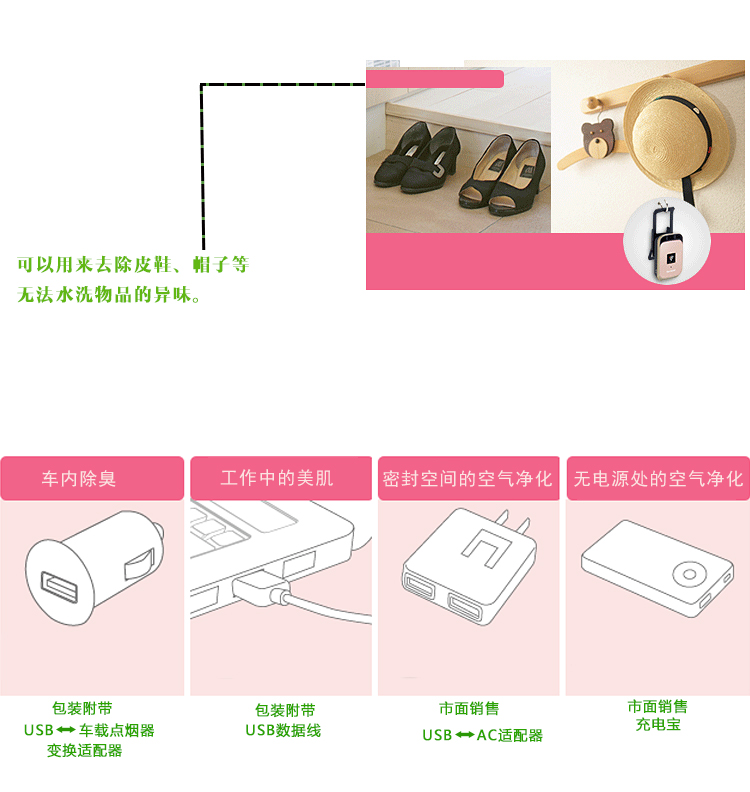 可以用来去除皮鞋、帽子等
无法水洗物品的异味。
车内除臭
工作中的美肌
密封空间的空气净化
无电源处的空气净化
包装附带
USB↔车载点烟器
变换适配器
包装附带
USB数据线
市面销售
USB↔AC适配器
市面销售
充电宝